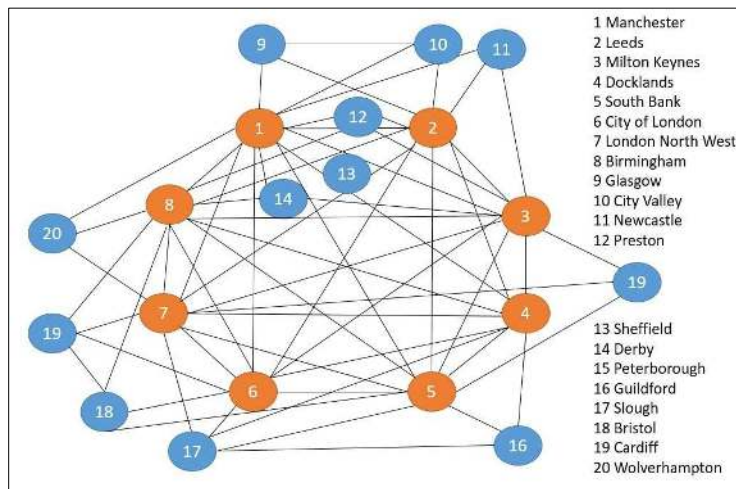 9
10
11
12
1
2
13
14
8
3
20
19
7
4
19
6
5
18
17
16
1 Manchester
2 Leeds
3 Milton Keynes
4 Docklands
5 South Bank
6 City of London
7 London North West
8 Birmingham
9 Glasgow
10 City Valley
11 Newcastle
12 Preston
13 Sheffield
14 Derby
15 Peterborough
16 Guildford
17 Slough
18 Bristol
19 Cardiff
20 Wolverhampton